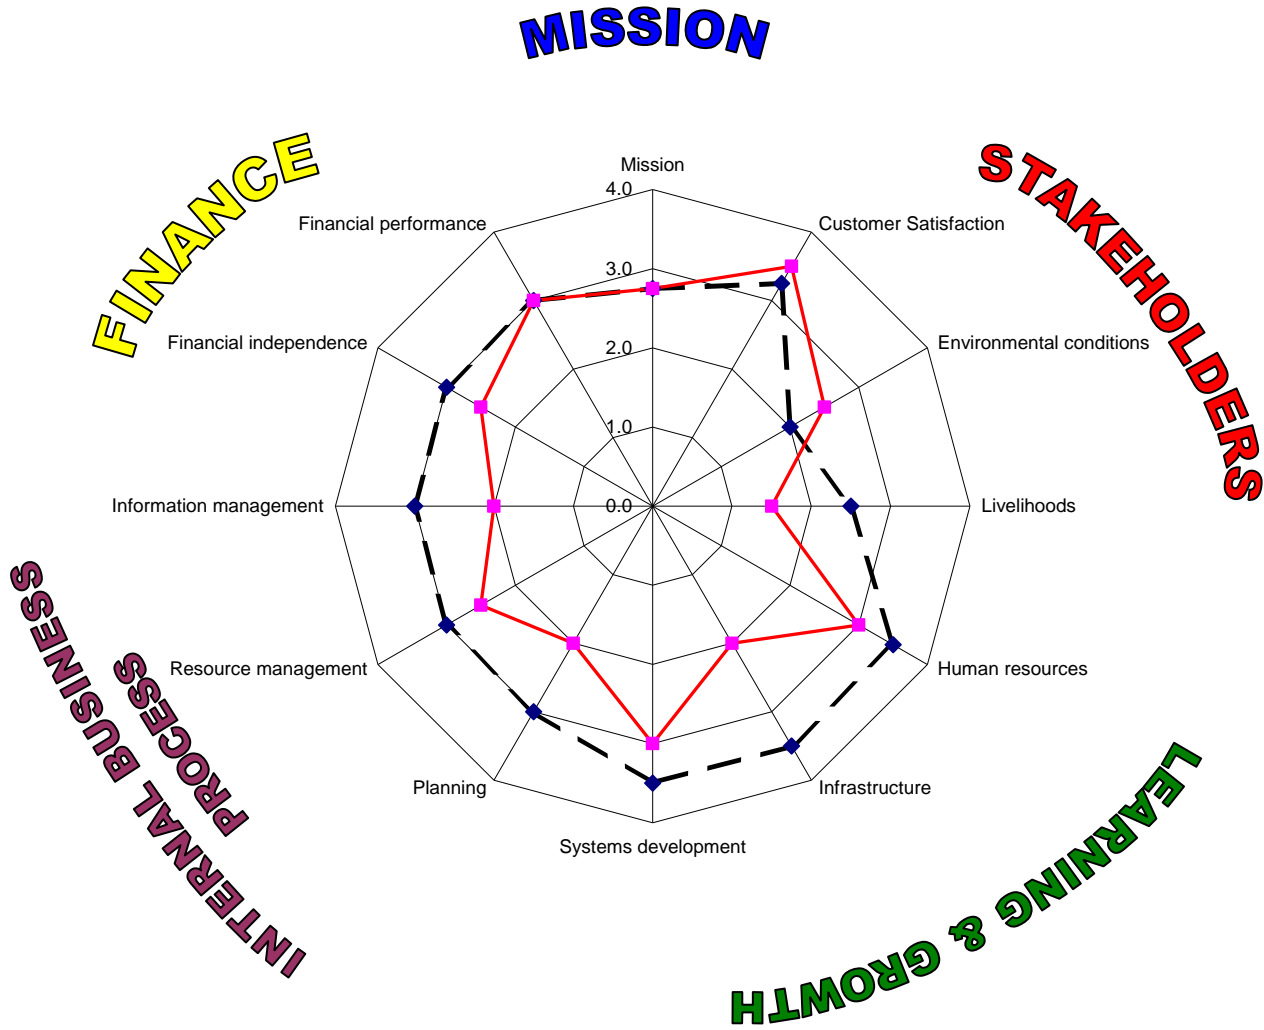 MISSION
FINANCE
STAKEHOLDERS
Mission
4.0
Financial performance
Customer Satisfaction
3.0
Financial independence
2.0
Environmental conditions
1.0
Information management
0.0
Livelihoods
Resource management
Human resources
Planning
Infrastructure
Systems development
INTERNAL BUSINESS
PROCESS
LEARNING & GROWTH